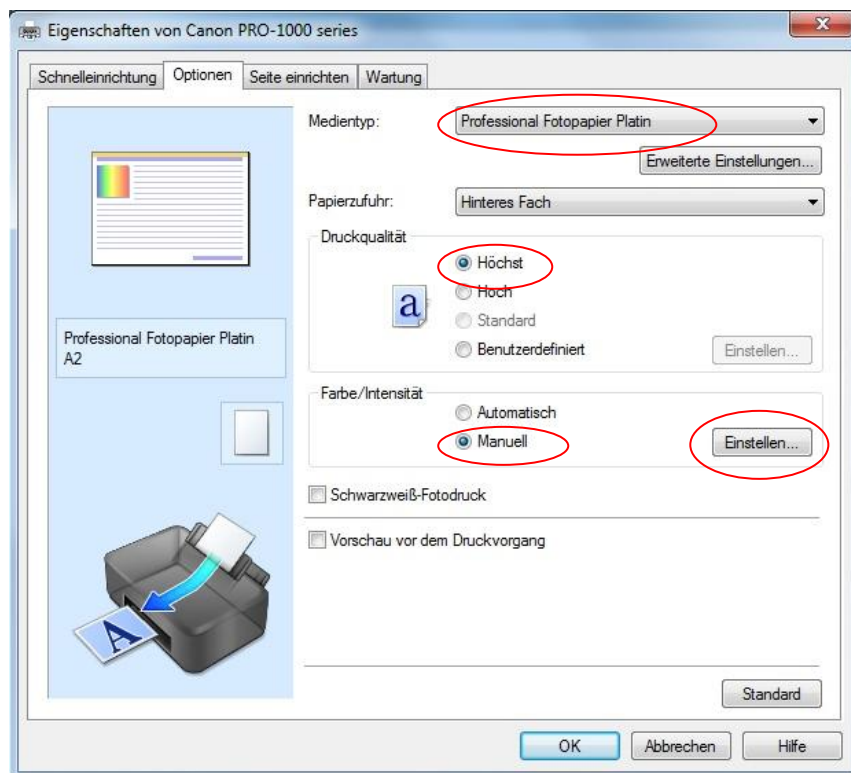 Eigenschaften von Canon PRO-1000 series
Schnelleinrichtung Optionen Seite einrichten Wartung
Medientyp: Professional Fotopapier Platin
Erweiterte Einstellungen...
Papierzufuhr: Hinteres Fach
Druckqualität
Höchst
a
Hoch
Standard
Benutzerdefiniert Einstellen...
Professional Fotopapier Platin
A2
Farbe/Intensität
Automatisch
Manuell Einstellen...
Schwarzweiß-Fotodruck
Vorschau vor dem Druckvorgang
A
Standard
OK Abbrechen Hilfe